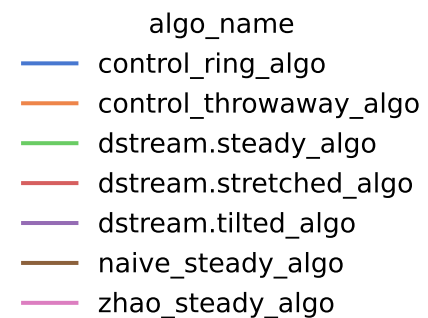 algo_name
control_ring_algo
control_throwaway_algo
dstream.steady_algo
dstream.stretched_algo
dstream.tilted_algo
naive_steady_algo
zhao_steady_algo